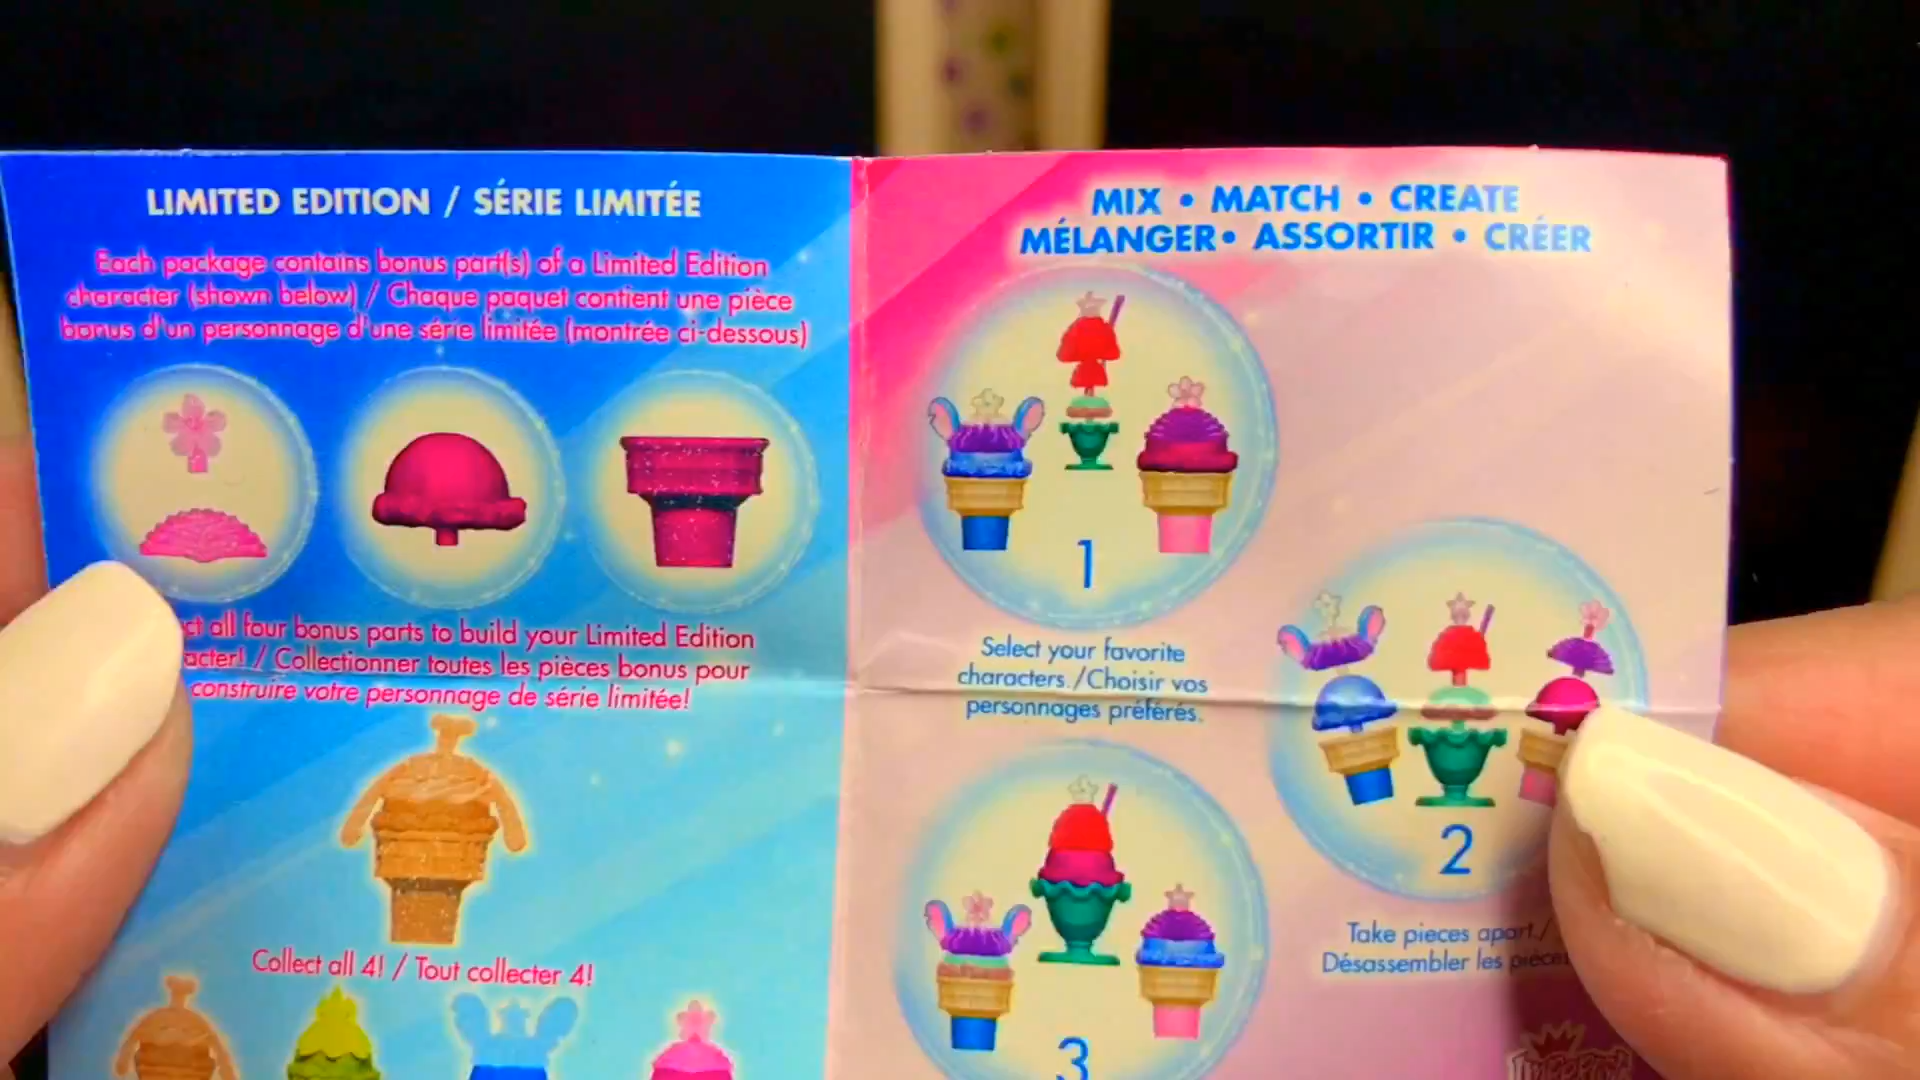 LIMITED EDITION / SÉRIE LIMITÉE
Each package contains bonus part(s) of a Limited Edition
character (shown below) / Chaque paquet contient une pièce
bonus d'un personnage d'une série limitée (montrée ci-dessous)
all four bonus parts to build your Limited Edition
/ Collectionner toutes les pièces bonus pour
construire votre personnage de série limitée!
Collect all 4! / Tout collecter 4!
MIX • MATCH • CREATE
MÉLANGER • ASSORTIR • CRÉER
1
Select your favorite
characters./Choisir vos
personnages préférés.
2
Take pieces apart./
Désassembler les pièces
3